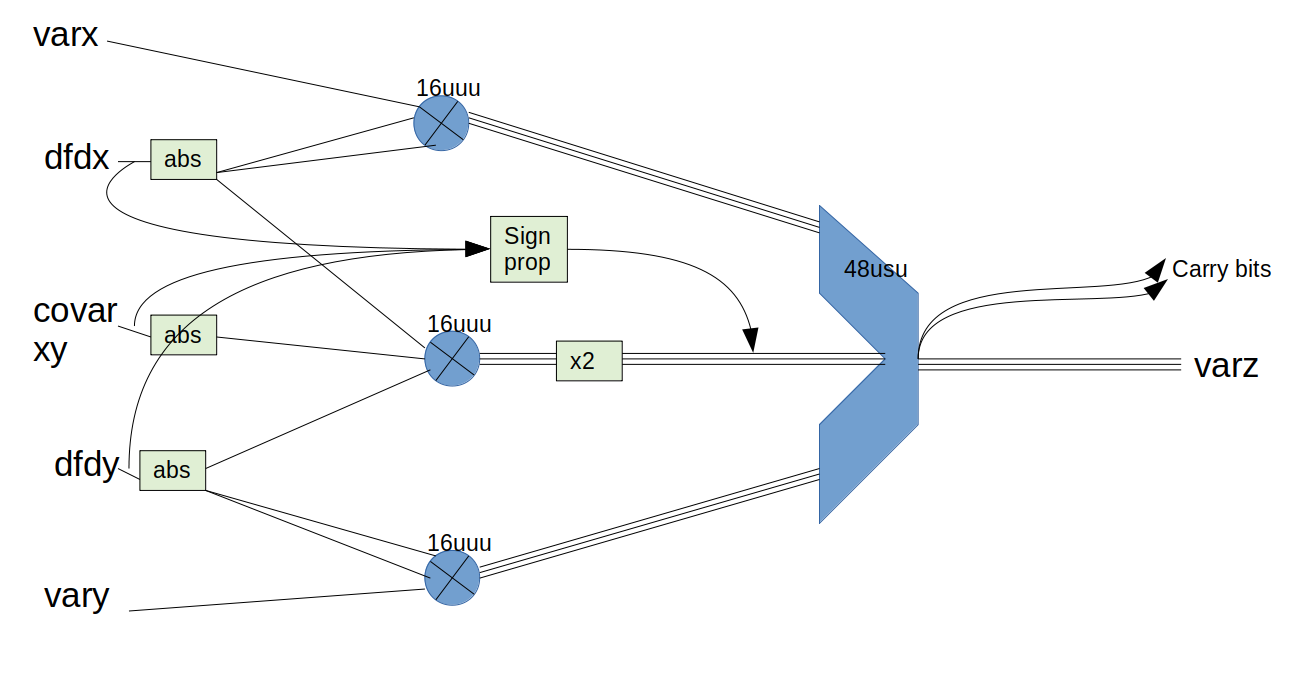 varx
16uuu
dfdx
abs
Sign
prop
48usu
Carry bits
covar
xy
abs
16uuu
x2
varz
dfdy
abs
16uuu
vary